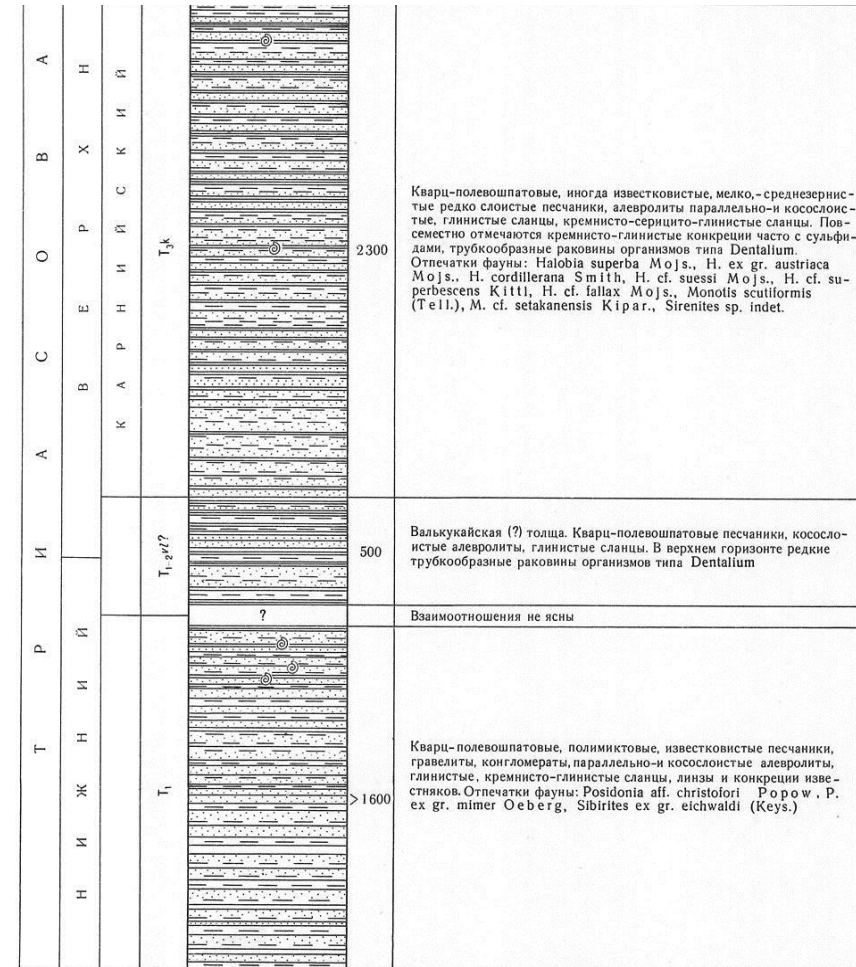 ТРИАСОВА
ВЕРХН
КАРНИЙСКИЙ
T₃k
2300
Кварц-полевошпатовые, иногда известковистые, мелко,-среднезернис-
тые редко слоистые песчаники, алевролиты параллельно-и косослоис-
тые, глинистые сланцы, кремнисто-серицито-глинистые сланцы. Пов-
семестно отмечаются кремнисто-глинистые конкреции часто с сульфи-
дами, трубкообразные раковины организмов типа Dentalium.
Отпечатки фауны: Halobia superba Mojs., H. ex gr. austriaca
Mojs., H. cordillerana Smith, H. cf. suessi Mojs., H. cf. su-
perbescens Kittl, H. cf. fallax Mojs., Monotis scutiformis
(Tell.), M. cf. setakanensis Kipar., Sirenites sp. indet.
T₁₋₂vl?
500
Валькукайская (?) толща. Кварц-полевошпатовые песчаники, кососло-
истые алевролиты, глинистые сланцы. В верхнем горизонте редкие
трубкообразные раковины организмов типа Dentalium
?
Взаимоотношения не ясны
НИЖНИЙ
T₁
>1600
Кварц-полевошпатовые, полимиктовые, известковистые песчаники,
гравелиты, конгломераты, параллельно-и косослоистые алевролиты,
глинистые, кремнисто-глинистые сланцы, линзы и конкреции изве-
стняков. Отпечатки фауны: Posidonia aff. christofori Popow, P.
ex gr. mimer Oeberg, Sibirites ex gr. eichwaldi (Keys.)